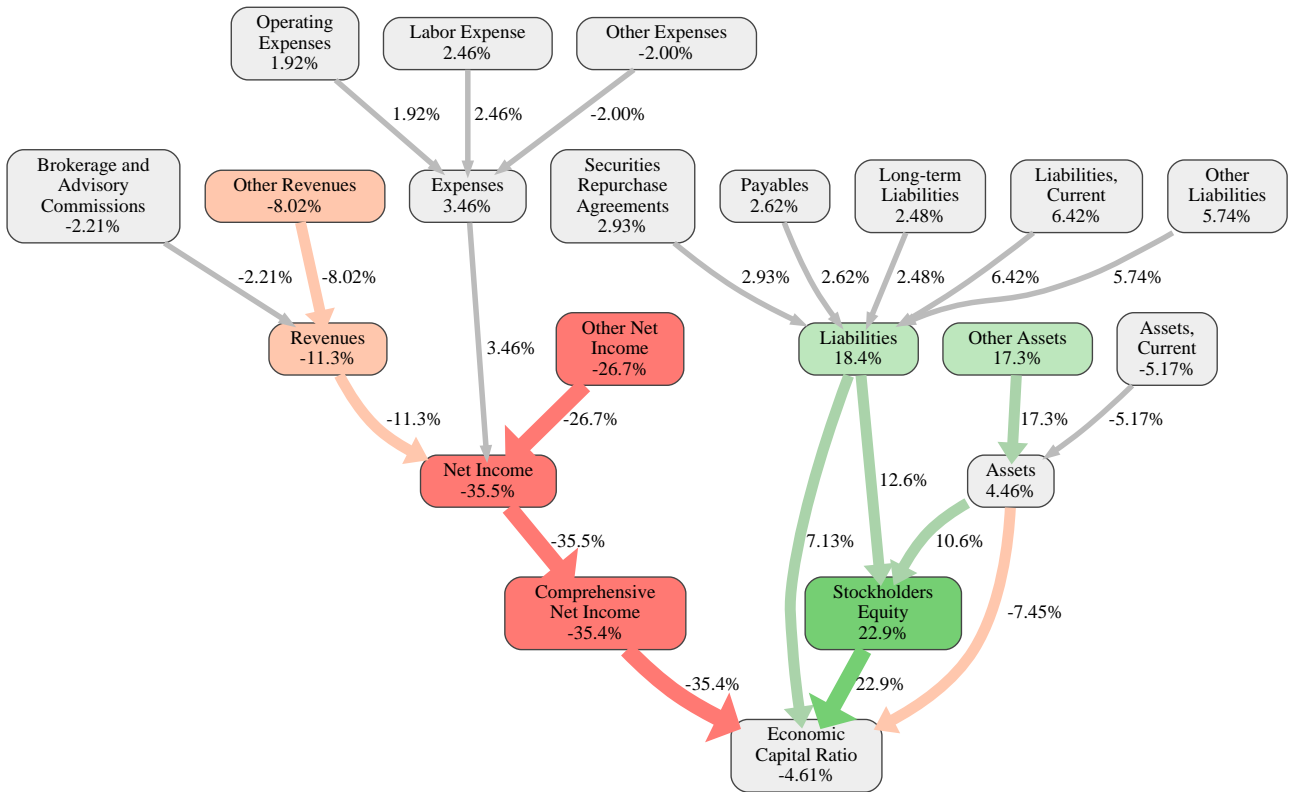 Operating
Expenses
1.92%
Labor Expense
2.46%
Other Expenses
-2.00%
1.92%
2.46%
-2.00%
Brokerage and
Advisory
Commissions
-2.21%
Other Revenues
-8.02%
Expenses
3.46%
Securities
Repurchase
Agreements
2.93%
Payables
2.62%
Long-term
Liabilities
2.48%
Liabilities,
Current
6.42%
Other
Liabilities
5.74%
-2.21%
-8.02%
2.93%
2.62%
2.48%
6.42%
5.74%
Revenues
-11.3%
3.46%
Other Net
Income
-26.7%
Liabilities
18.4%
Other Assets
17.3%
Assets,
Current
-5.17%
-11.3%
-26.7%
17.3%
-5.17%
Net Income
-35.5%
12.6%
Assets
4.46%
-35.5%
7.13%
10.6%
Comprehensive
Net Income
-35.4%
Stockholders
Equity
22.9%
-7.45%
-35.4%
22.9%
Economic
Capital Ratio
-4.61%